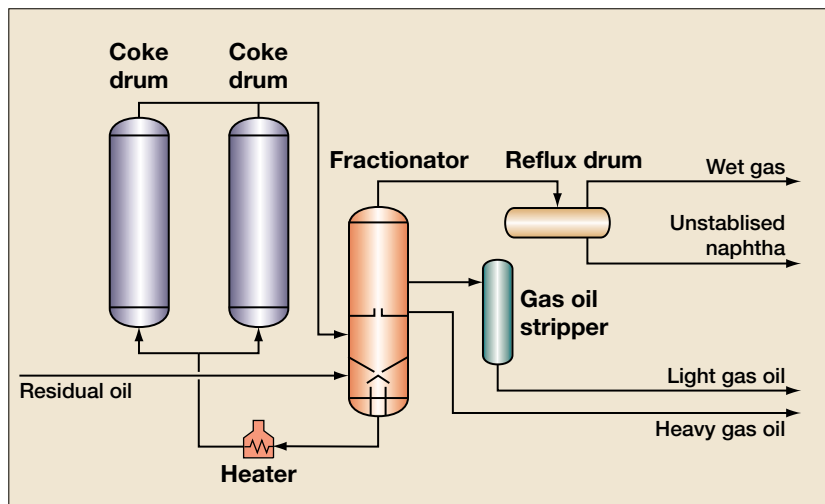 Coke
drum
Coke
drum
Fractionator
Reflux drum
Wet gas
Unstablised
naphtha
Gas oil
stripper
Residual oil
Light gas oil
Heavy gas oil
Heater